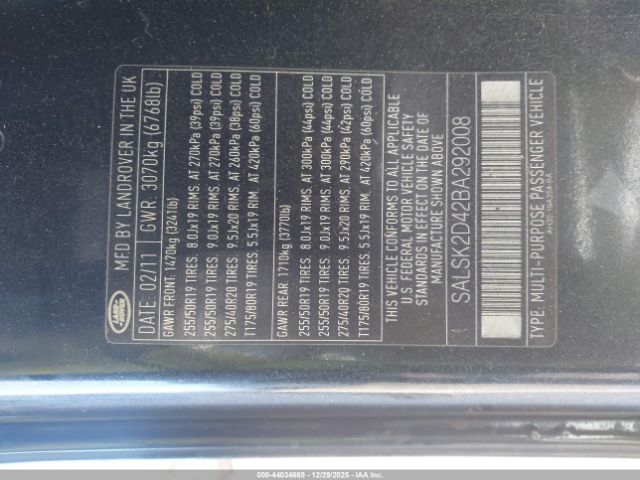 LAND ROVER
MFD BY LANDROVER IN THE UK
DATE: 02/11 GWR: 3070kg (6768lb)
GAWR FRONT: 1470kg (3241lb)
255/50R19 TIRES. 8.0Jx19 RIMS. AT 270kPa (39psi) COLD
255/50R19 TIRES. 9.0Jx19 RIMS. AT 270kPa (39psi) COLD
275/40R20 TIRES. 9.5Jx20 RIMS. AT 260kPa (38psi) COLD
T175/80R19 TIRES. 5.5Jx19 RIM. AT 420kPa (60psi) COLD
GAWR REAR: 1710kg (3770lb)
255/50R19 TIRES. 8.0Jx19 RIMS. AT 300kPa (44psi) COLD
255/50R19 TIRES. 9.0Jx19 RIMS. AT 300kPa (44psi) COLD
275/40R20 TIRES. 9.5Jx20 RIMS. AT 290kPa (42psi) COLD
T175/80R19 TIRES. 5.5Jx19 RIM. AT 420kPa (60psi) COLD
THIS VEHICLE CONFORMS TO ALL APPLICABLE
U.S. FEDERAL MOTOR VEHICLE SAFETY
STANDARDS IN EFFECT ON THE DATE OF
MANUFACTURE SHOWN ABOVE
SALSK2D42BA292008
TYPE: MULTI-PURPOSE PASSENGER VEHICLE
000-44034669 • 12/29/2025 • IAAI.com